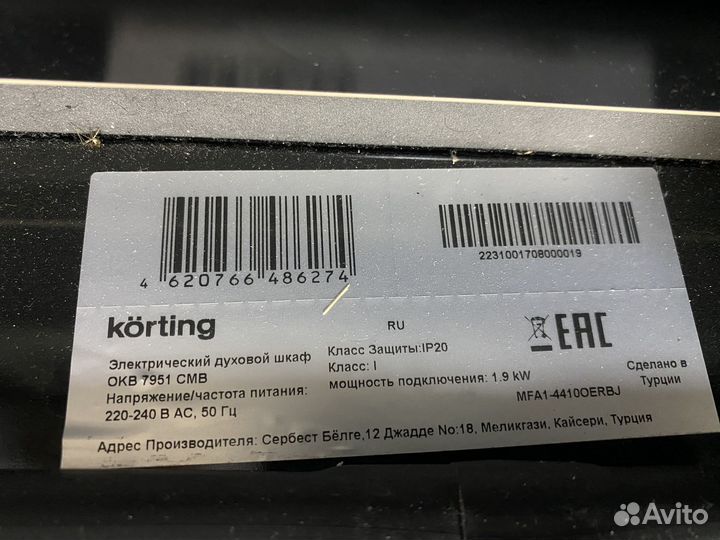 4 620766 486274
2231001708000019
körting
RU
EAC
Электрический духовой шкаф
OKB 7951 CMB
Напряжение/частота питания:
220-240 В AC, 50 Гц
Класс Защиты:IP20
Класс: I
мощность подключения: 1.9 kW
MFA1-4410OERBJ
Сделано в
Турции
Адрес Производителя: Сербест Бёлге,12 Джадде No:18, Меликгази, Кайсери, Турция
Avito